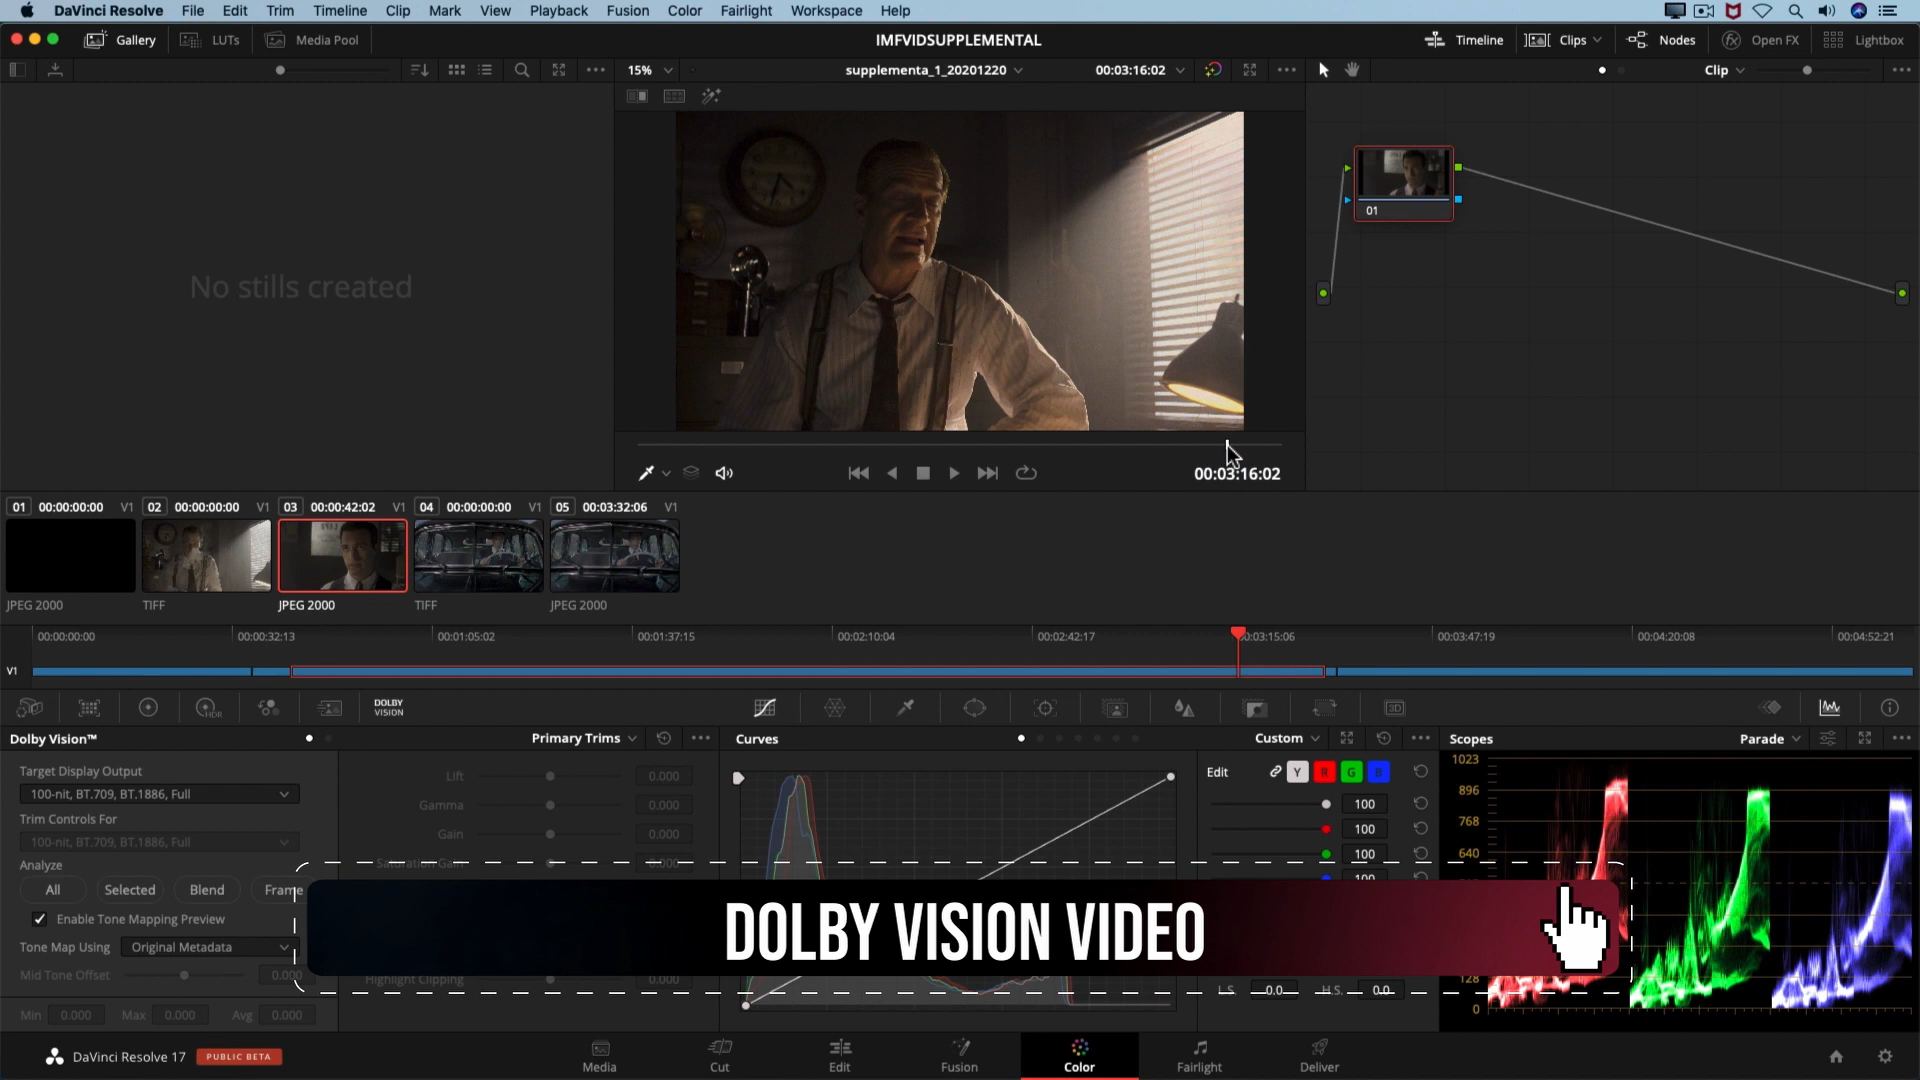 DaVinci Resolve File Edit Trim Timeline Clip Mark View Playback Fusion Color Fairlight Workspace Help
Gallery LUTs Media Pool IMFVIDSUPPLEMENTAL Timeline Clips Nodes fx Open FX Lightbox
15% supplementa_1_20201220 00:03:16:02 Clip
No stills created
01
00:03:16:02
01 00:00:00:00 V1 02 00:00:00:00 V1 03 00:00:42:02 V1 04 00:00:00:00 V1 05 00:03:32:06 V1
JPEG 2000 TIFF JPEG 2000 TIFF JPEG 2000
00:00:00:00 00:00:32:13 00:01:05:02 00:01:37:15 00:02:10:04 00:02:42:17 00:03:15:06 00:03:47:19 00:04:20:08 00:04:52:21
V1
HDR DOLBY VISION 3D
Dolby Vision™ Primary Trims Curves Custom Scopes Parade
Target Display Output
100-nit, BT.709, BT.1886, Full
Trim Controls For
100-nit, BT.709, BT.1886, Full
Analyze
All Selected Blend Frame
Enable Tone Mapping Preview
Tone Map Using Original Metadata
Mid Tone Offset 0.000
Min 0.000 Max 0.000 Avg 0.000
Lift 0.000
Gamma 0.000
Gain 0.000
Saturation Gain 0.000
Highlight Clipping 0.000
Edit Y R G B
100
100
100
100
L.S. 0.0 H.S. 0.0
1023
896
768
640
128
0
DOLBY VISION VIDEO
DaVinci Resolve 17 PUBLIC BETA Media Cut Edit Fusion Color Fairlight Deliver